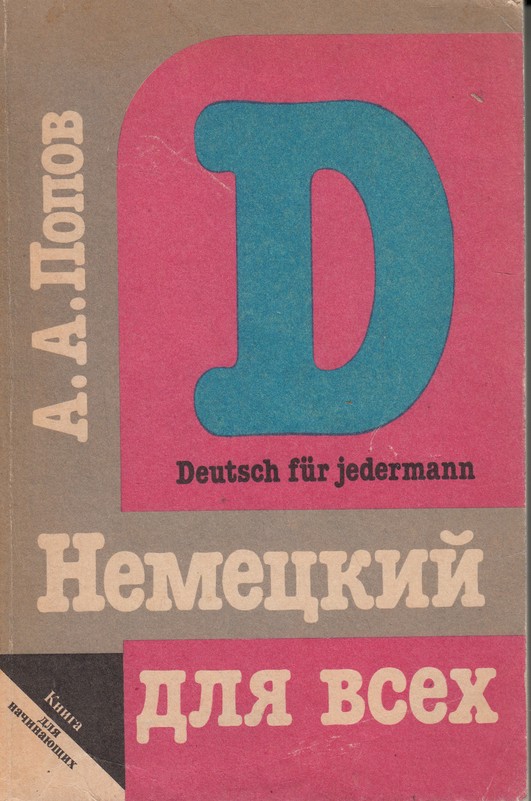 А. А. Попов
D
Deutsch für jedermann
Немецкий
для всех
Книга
для
начинающих